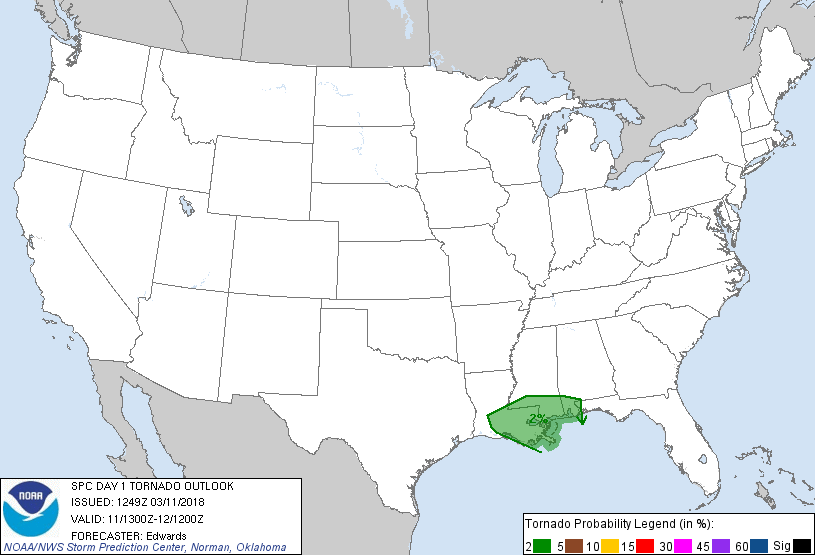 2%
NOAA
SPC DAY 1 TORNADO OUTLOOK
ISSUED: 1249Z 03/11/2018
VALID: 11/1300Z-12/1200Z
FORECASTER: Edwards
NOAA/NWS Storm Prediction Center, Norman, Oklahoma
Tornado Probability Legend (in %):
2 5 10 15 30 45 60 Sig